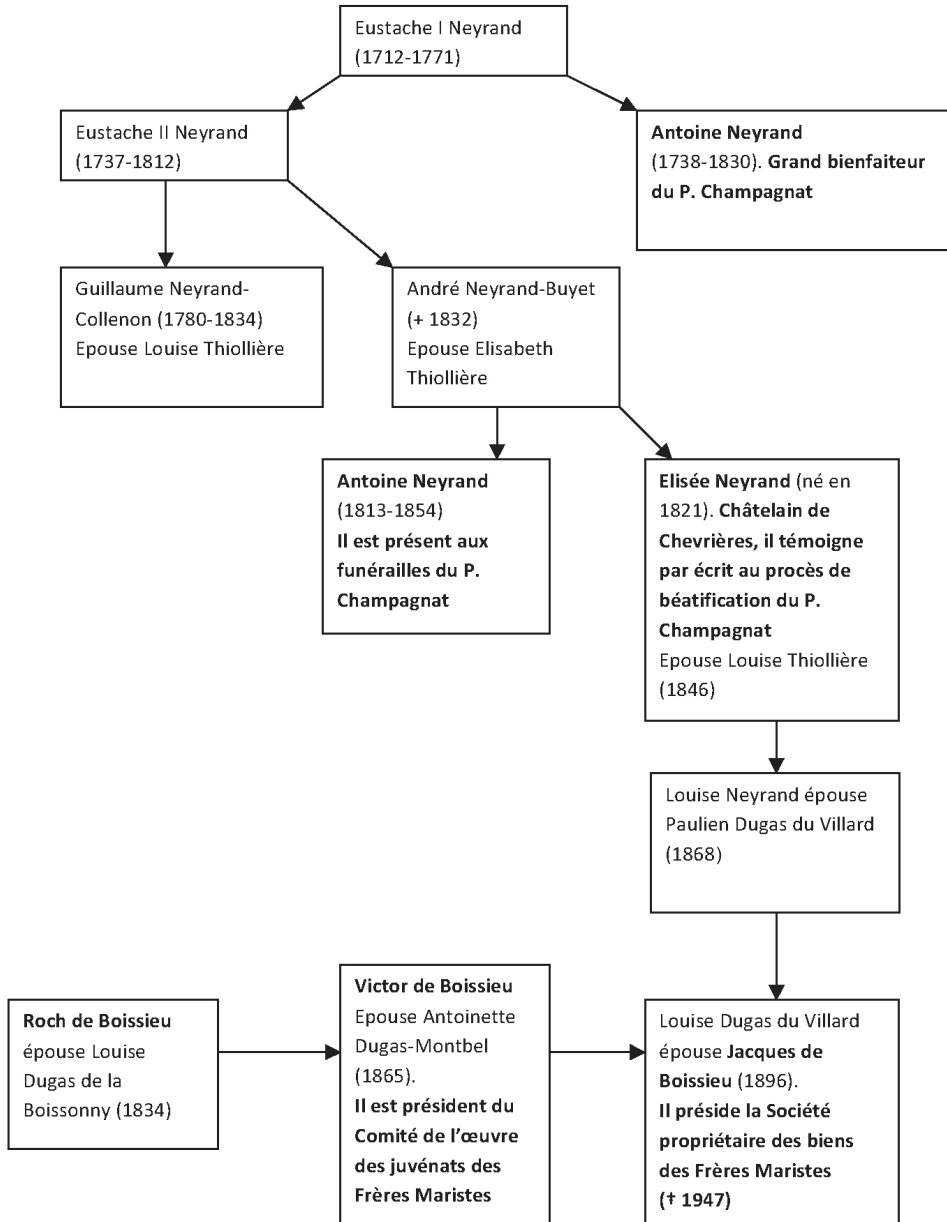 Eustache I Neyrand
(1712-1771)
Eustache II Neyrand
(1737-1812)
Antoine Neyrand
(1738-1830). Grand bienfaiteur
du P. Champagnat
Guillaume Neyrand-
Collenon (1780-1834)
Epouse Louise Thiollière
André Neyrand-Buyet
(+ 1832)
Epouse Elisabeth
Thiollière
Antoine Neyrand
(1813-1854)
Il est présent aux
funérailles du P.
Champagnat
Elisée Neyrand (né en
1821). Châtelain de
Chevrières, il témoigne
par écrit au procès de
béatification du P.
Champagnat
Epouse Louise Thiollière
(1846)
Louise Neyrand épouse
Paulien Dugas du Villard
(1868)
Roch de Boissieu
épouse Louise
Dugas de la
Boissonny (1834)
Victor de Boissieu
Epouse Antoinette
Dugas-Montbel
(1865).
Il est président du
Comité de l'œuvre
des juvénats des
Frères Maristes
Louise Dugas du Villard
épouse Jacques de
Boissieu (1896).
Il préside la Société
propriétaire des biens
des Frères Maristes
(† 1947)